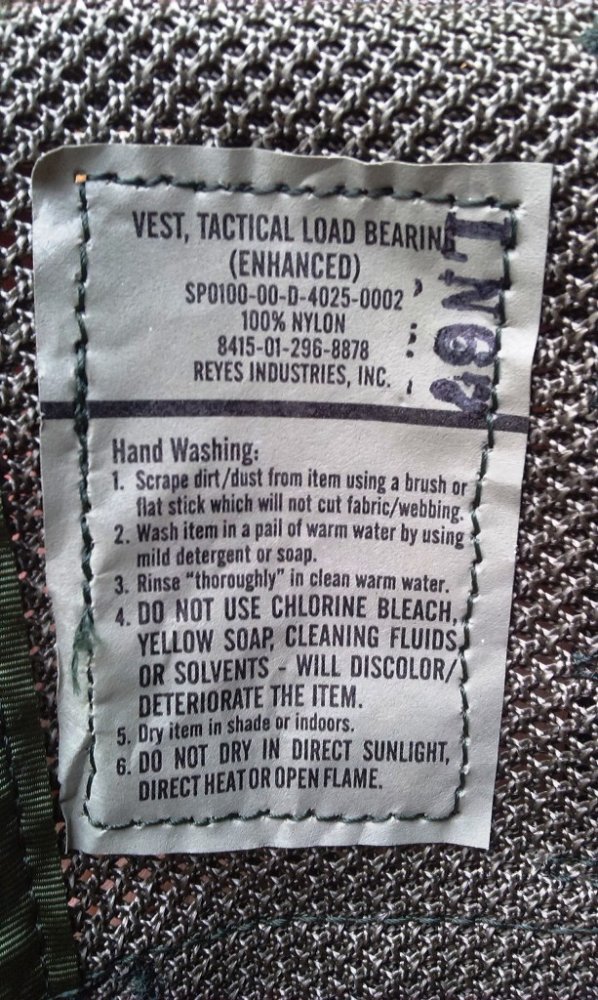 VEST, TACTICAL LOAD BEARING
(ENHANCED)
SP0100-00-D-4025-0002
100% NYLON
8415-01-296-8878
REYES INDUSTRIES, INC.
Hand Washing:
1. Scrape dirt/dust from item using a brush or
flat stick which will not cut fabric/webbing.
2. Wash item in a pail of warm water by using
mild detergent or soap.
3. Rinse "thoroughly" in clean warm water.
4. DO NOT USE CHLORINE BLEACH,
YELLOW SOAP, CLEANING FLUIDS
OR SOLVENTS - WILL DISCOLOR/
DETERIORATE THE ITEM.
5. Dry item in shade or indoors.
6. DO NOT DRY IN DIRECT SUNLIGHT,
DIRECT HEAT OR OPEN FLAME.